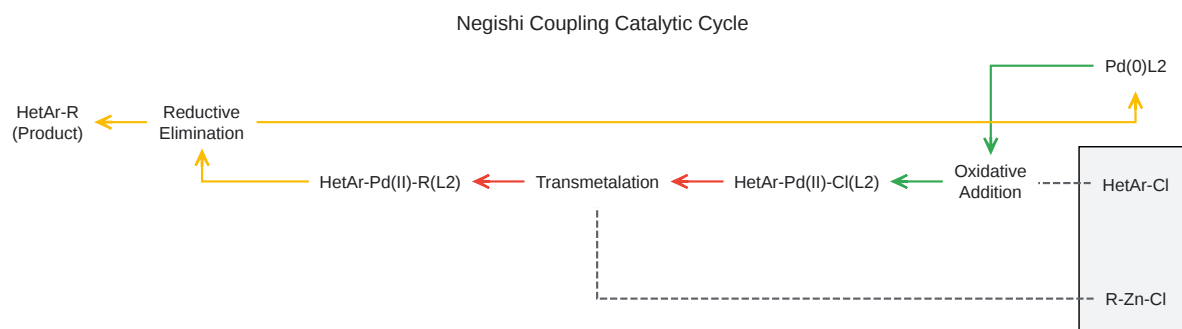 Negishi Coupling Catalytic Cycle
Pd(0)L2
HetAr-R
(Product)
Reductive
Elimination
HetAr-Pd(II)-R(L2)
Transmetalation
HetAr-Pd(II)-Cl(L2)
Oxidative
Addition
HetAr-Cl
R-Zn-Cl